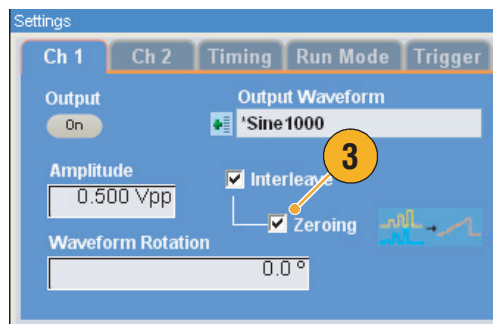 Settings
Ch 1 Ch 2 Timing Run Mode Trigger
Output Output Waveform
On *Sine1000
3
Amplitude Interleave
0.500 Vpp
Zeroing
Waveform Rotation
0.0 °